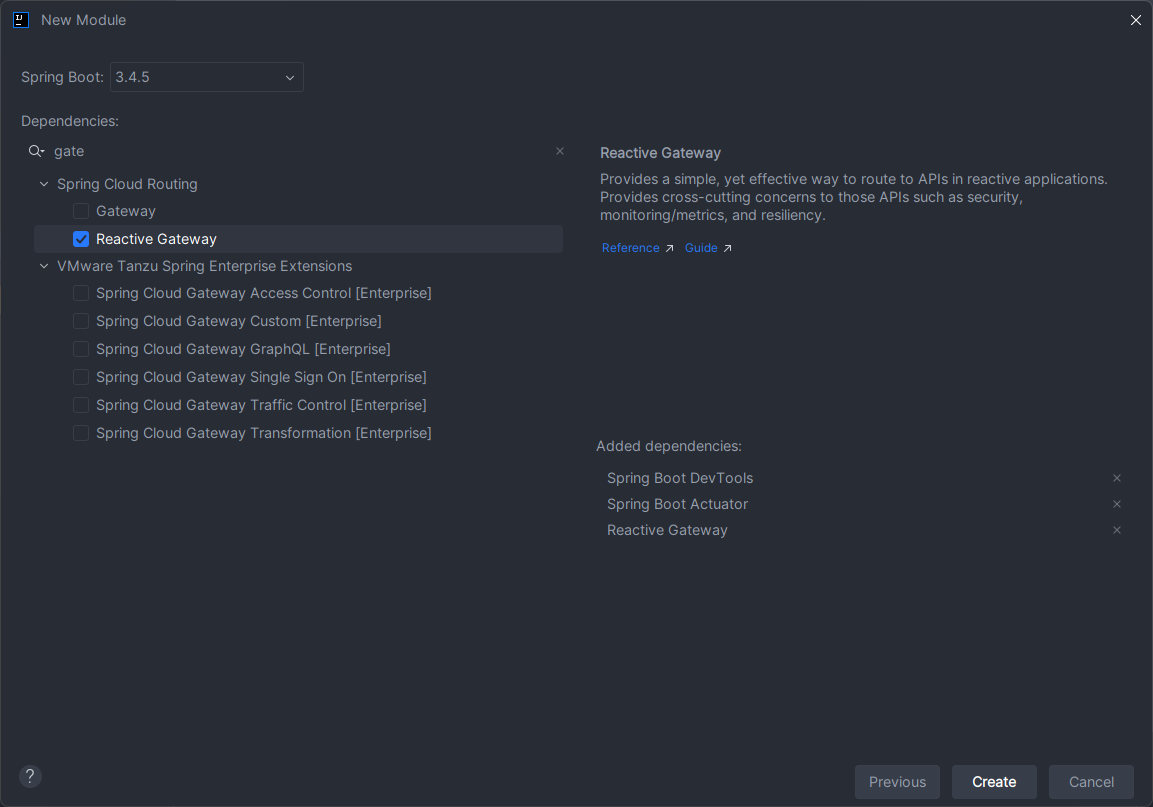 New Module
Spring Boot: 3.4.5
Dependencies:
gate
Spring Cloud Routing
Gateway
Reactive Gateway
VMware Tanzu Spring Enterprise Extensions
Spring Cloud Gateway Access Control [Enterprise]
Spring Cloud Gateway Custom [Enterprise]
Spring Cloud Gateway GraphQL [Enterprise]
Spring Cloud Gateway Single Sign On [Enterprise]
Spring Cloud Gateway Traffic Control [Enterprise]
Spring Cloud Gateway Transformation [Enterprise]
Reactive Gateway
Provides a simple, yet effective way to route to APIs in reactive applications.
Provides cross-cutting concerns to those APIs such as security,
monitoring/metrics, and resiliency.
Reference ↗ Guide ↗
Added dependencies:
Spring Boot DevTools
Spring Boot Actuator
Reactive Gateway
? Previous Create Cancel